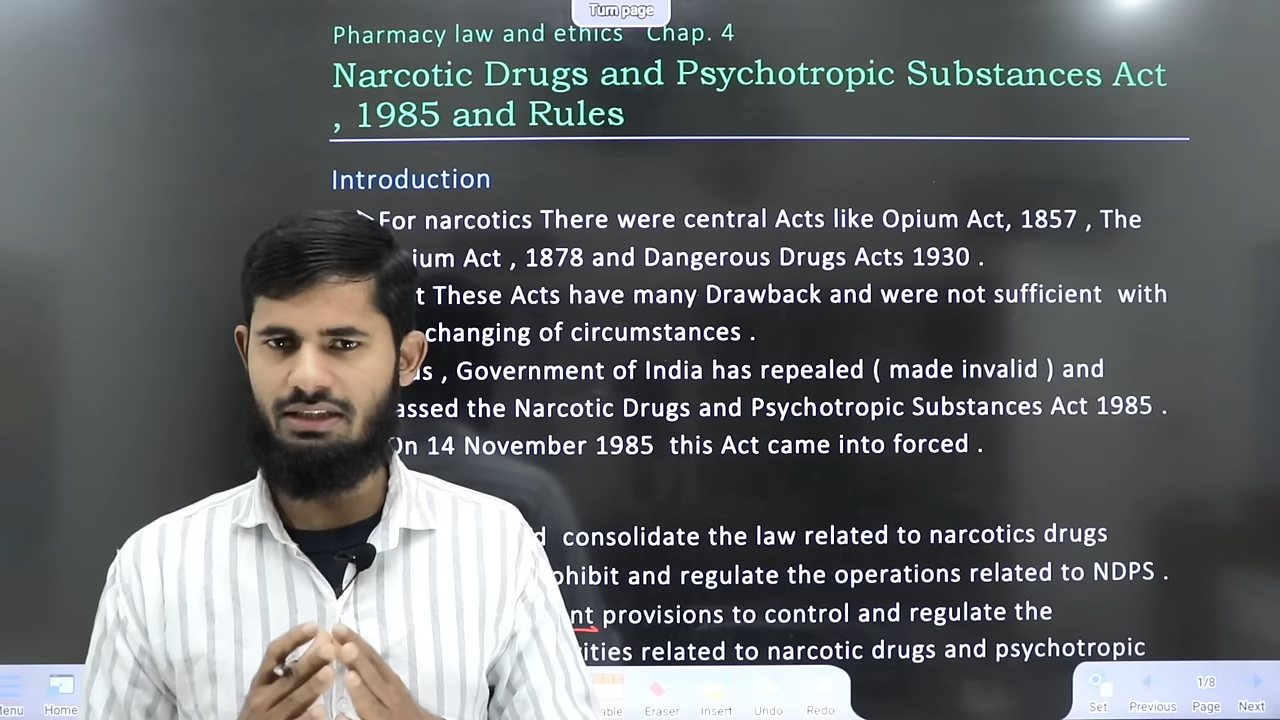 Turn page
Pharmacy law and ethics Chap. 4
Narcotic Drugs and Psychotropic Substances Act
, 1985 and Rules
Introduction
For narcotics There were central Acts like Opium Act, 1857 , The
Act , 1878 and Dangerous Drugs Acts 1930 .
These Acts have many Drawback and were not sufficient with
changing of circumstances .
, Government of India has repealed ( made invalid ) and
the Narcotic Drugs and Psychotropic Substances Act 1985 .
On 14 November 1985 this Act came into forced .
consolidate the law related to narcotics drugs
and regulate the operations related to NDPS .
provisions to control and regulate the
related to narcotic drugs and psychotropic
Home
Eraser Insert Undo Redo
Set Previous 1/8 Page Next